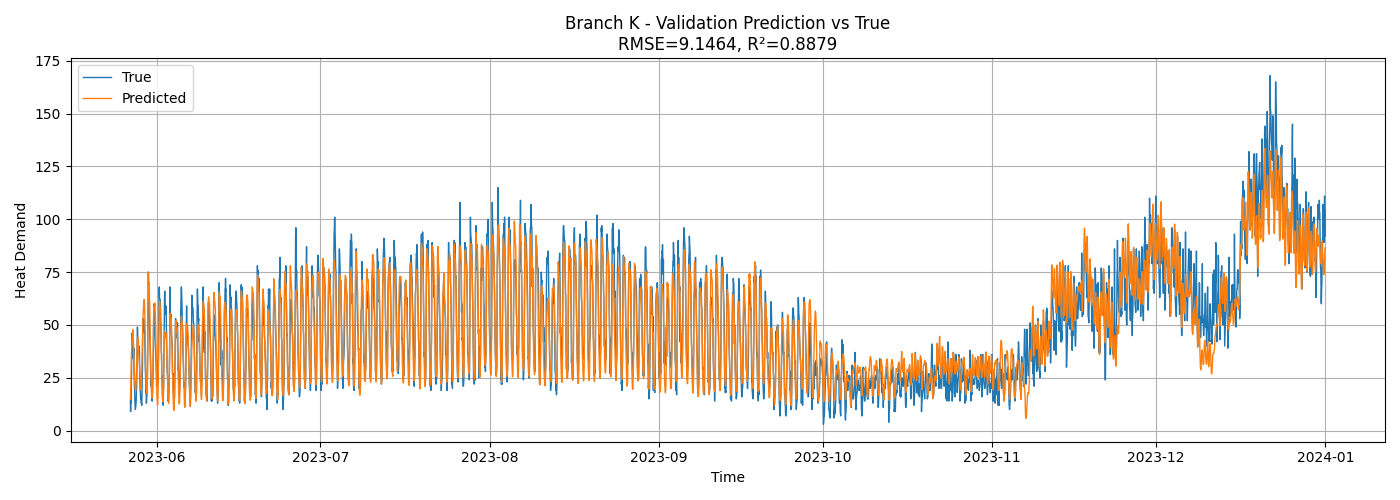 Branch K - Validation Prediction vs True
RMSE=9.1464, R²=0.8879
True
Predicted
Heat Demand
175
150
125
100
75
50
25
0
2023-06
2023-07
2023-08
2023-09
2023-10
2023-11
2023-12
2024-01
Time